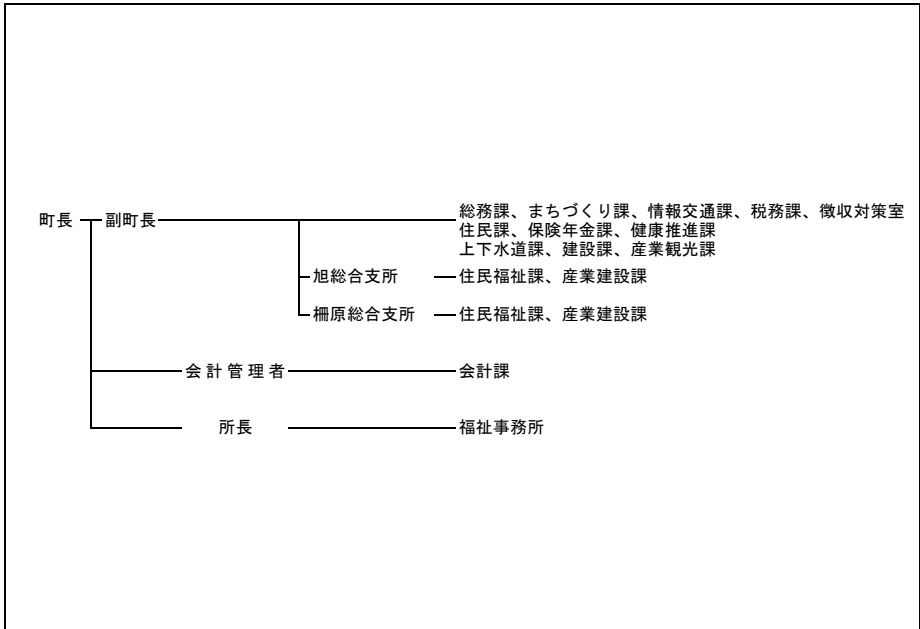 町長 副町長 総務課、まちづくり課、情報交通課、税務課、徴収対策室
住民課、保険年金課、健康推進課
上下水道課、建設課、産業観光課
旭総合支所 住民福祉課、産業建設課
柵原総合支所 住民福祉課、産業建設課
会計管理者 会計課
所長 福祉事務所